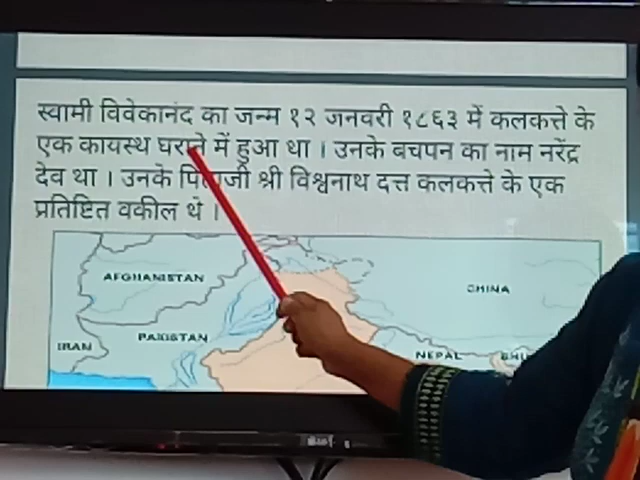 स्वामी विवेकानंद का जन्म १२ जनवरी १८६३ में कलकत्ते के
एक कायस्थ घराने में हुआ था । उनके बचपन का नाम नरेंद्र
देव था । उनके पिताजी श्री विश्वनाथ दत्त कलकत्ते के एक
प्रतिष्टित वकील थे ।
AFGHANISTAN
CHINA
PAKISTAN
IRAN
NEPAL